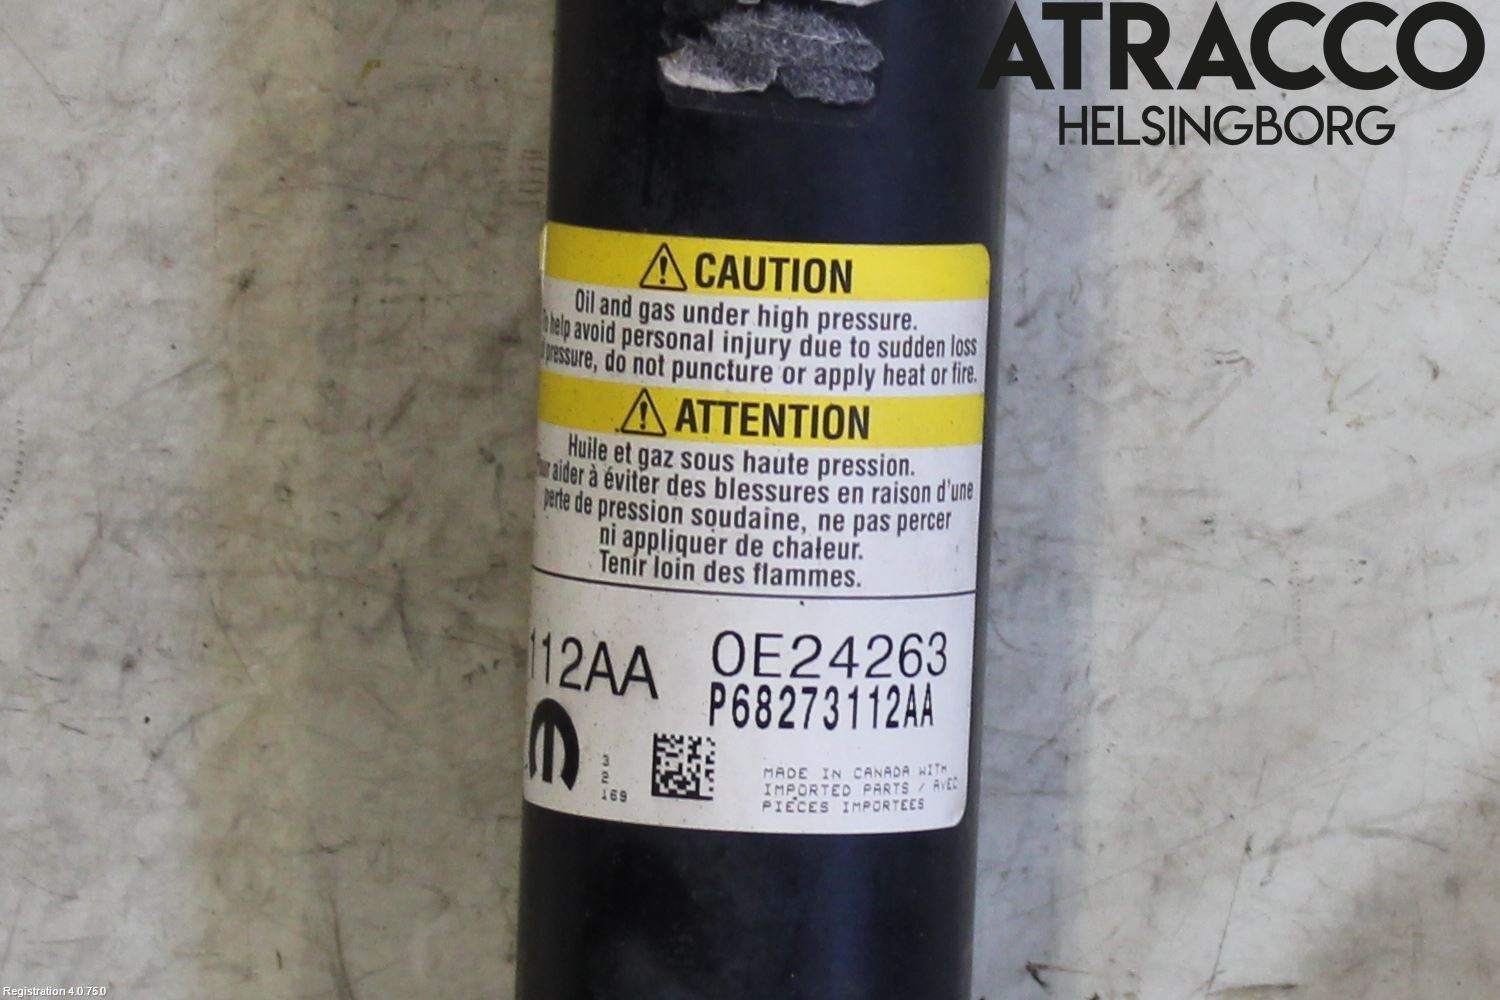 ATRACCO
HELSINGBORG
CAUTION
Oil and gas under high pressure.
help avoid personal injury due to sudden loss
pressure, do not puncture or apply heat or fire.
ATTENTION
Huile et gaz sous haute pression.
aider à éviter des blessures en raison d'une
perte de pression soudaine, ne pas percer
ni appliquer de chaleur.
Tenir loin des flammes.
112AA OE24263
P68273112AA
3
2
169
MADE IN CANADA WITH
IMPORTED PARTS / AVEC
PIECES IMPORTEES
Registration 4.0.75.0